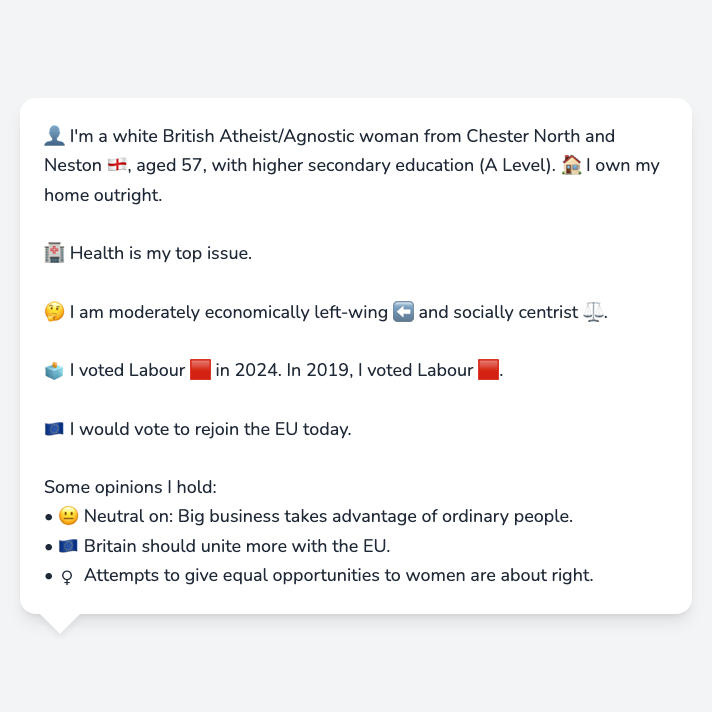 👤 I'm a white British Atheist/Agnostic woman from Chester North and
Neston 🏴󠁧󠁢󠁥󠁮󠁧󠁿, aged 57, with higher secondary education (A Level). 🏠 I own my
home outright.
🏥 Health is my top issue.
🤔 I am moderately economically left-wing ⬅️ and socially centrist ⚖️.
🗳️ I voted Labour 🟥 in 2024. In 2019, I voted Labour 🟥.
🇪🇺 I would vote to rejoin the EU today.
Some opinions I hold:
• 😐 Neutral on: Big business takes advantage of ordinary people.
• 🇪🇺 Britain should unite more with the EU.
• ♀ Attempts to give equal opportunities to women are about right.